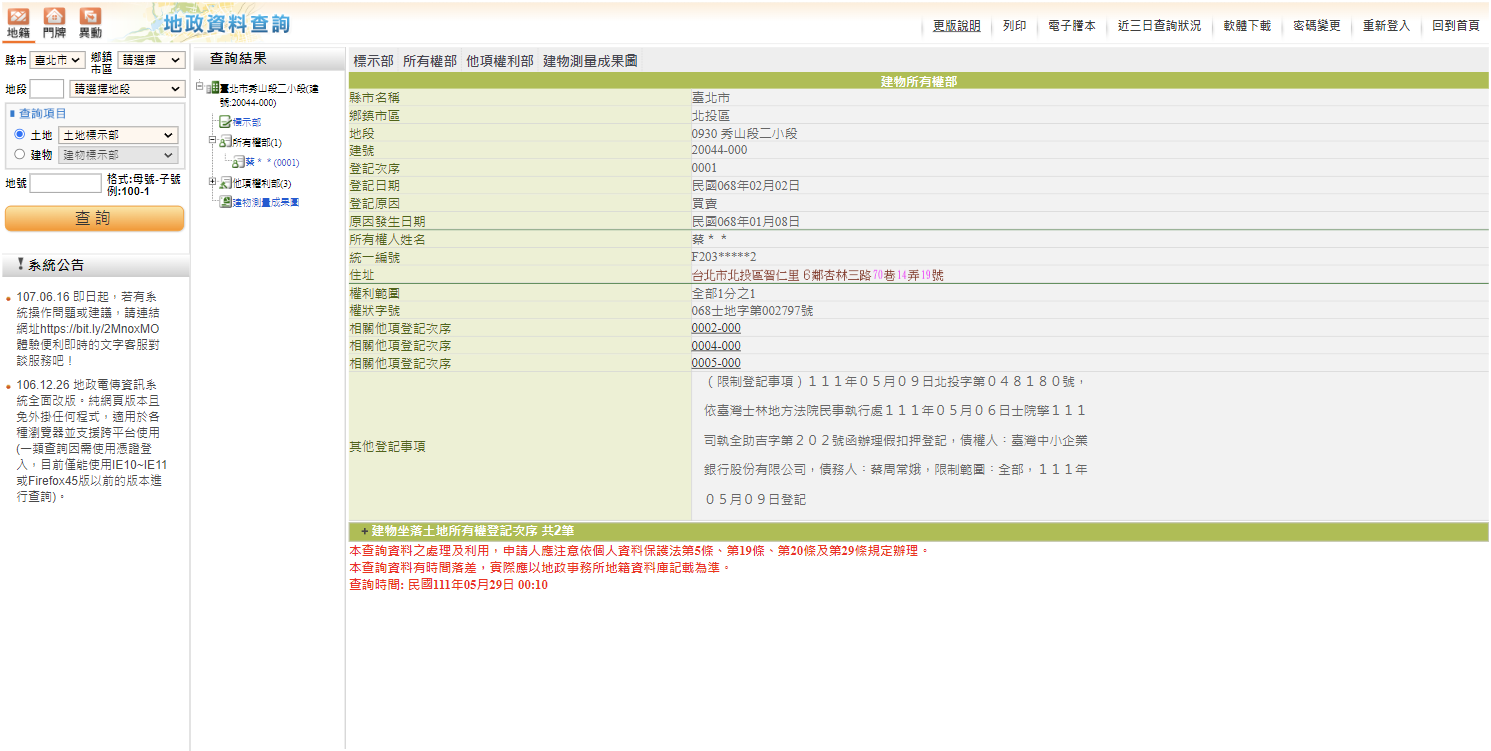 地籍 門牌 異動 地政資料查詢
更版說明 列印 電子謄本 近三日查詢狀況 軟體下載 密碼變更 重新登入 回到首頁
縣市 臺北市 鄉鎮市區 請選擇
地段 請選擇地段
查詢項目
土地 土地標示部
建物 建物標示部
地號 格式:母號-子號
例:100-1
查詢
系統公告
107.06.16 即日起，若有系
統操作問題或建議，請連結
網址https://bit.ly/2MnoxMO
體驗便利即時的文字客服對
談服務吧！
106.12.26 地政電傳資訊系
統全面改版。純網頁版本且
免外掛任何程式，適用於各
種瀏覽器並支援跨平台使用
(一類查詢因需使用憑證登
入，目前僅能使用IE10~IE11
或Firefox45版以前的版本進
行查詢)。
查詢結果
臺北市秀山段二小段(建
號:20044-000)
標示部
所有權部(1)
蔡＊＊(0001)
他項權利部(3)
建物測量成果圖
標示部 所有權部 他項權利部 建物測量成果圖
建物所有權部
縣市名稱 臺北市
鄉鎮市區 北投區
地段 0930 秀山段二小段
建號 20044-000
登記次序 0001
登記日期 民國068年02月02日
登記原因 買賣
原因發生日期 民國068年01月08日
所有權人姓名 蔡＊＊
統一編號 F203*****2
住址 台北市北投區智仁里６鄰杏林三路70巷14弄19號
權利範圍 全部1分之1
權狀字號 068士地字第002797號
相關他項登記次序 0002-000
相關他項登記次序 0004-000
相關他項登記次序 0005-000
其他登記事項
（限制登記事項）１１１年０５月０９日北投字第０４８１８０號，
依臺灣士林地方法院民事執行處１１１年０５月０６日士院擎１１１
司執全助吉字第２０２號函辦理假扣押登記，債權人：臺灣中小企業
銀行股份有限公司，債務人：蔡周常娥，限制範圍：全部，１１１年
０５月０９日登記
+ 建物坐落土地所有權登記次序 共2筆
本查詢資料之處理及利用，申請人應注意依個人資料保護法第5條、第19條、第20條及第29條規定辦理。
本查詢資料有時間落差，實際應以地政事務所地籍資料庫記載為準。
查詢時間: 民國111年05月29日 00:10